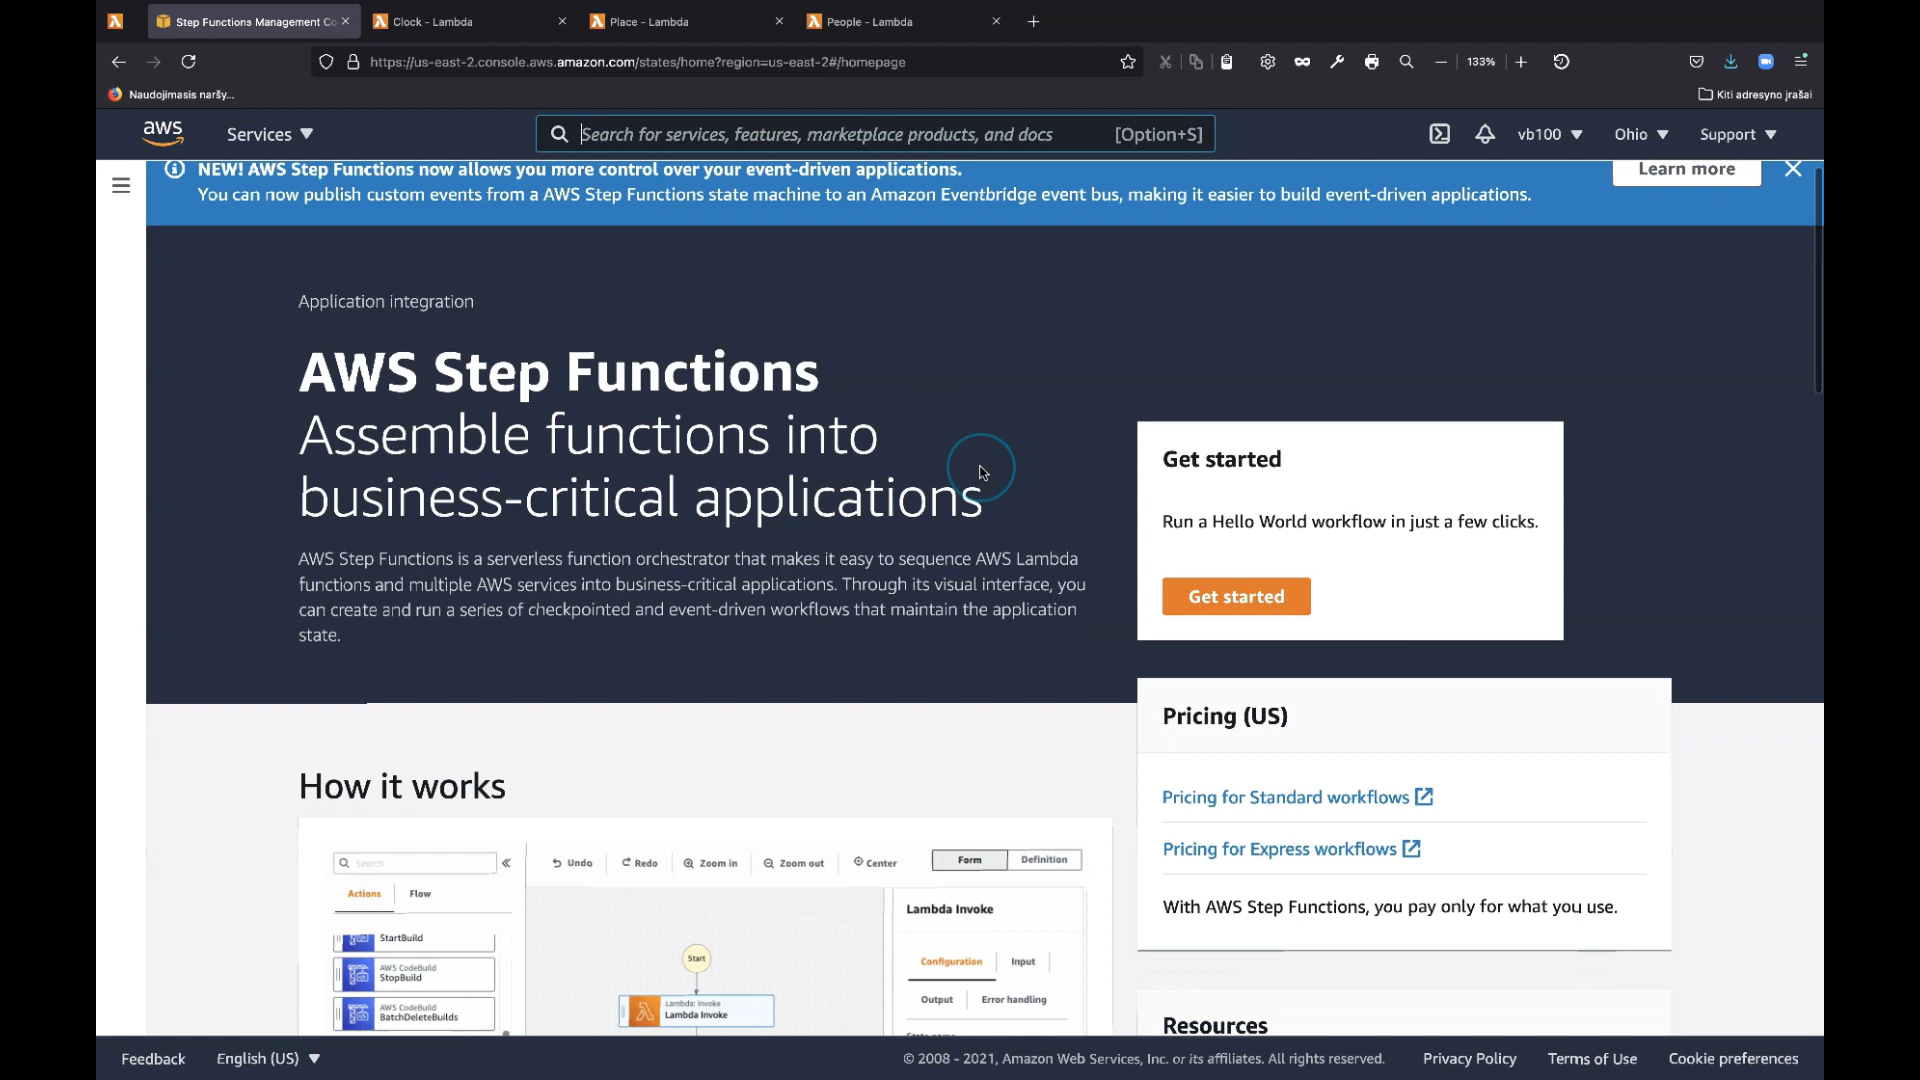 Step Functions Management Co
Clock - Lambda
Place - Lambda
People - Lambda
https://us-east-2.console.aws.amazon.com/states/home?region=us-east-2#/homepage
133%
Naudojimasis naršy...
Kiti adresyno įrašai
aws
Services
Search for services, features, marketplace products, and docs
[Option+S]
vb100
Ohio
Support
NEW! AWS Step Functions now allows you more control over your event-driven applications.
You can now publish custom events from a AWS Step Functions state machine to an Amazon Eventbridge event bus, making it easier to build event-driven applications.
Learn more
Application integration
AWS Step Functions
Assemble functions into
business-critical applications
AWS Step Functions is a serverless function orchestrator that makes it easy to sequence AWS Lambda
functions and multiple AWS services into business-critical applications. Through its visual interface, you
can create and run a series of checkpointed and event-driven workflows that maintain the application
state.
Get started
Run a Hello World workflow in just a few clicks.
Get started
Pricing (US)
Pricing for Standard workflows
Pricing for Express workflows
With AWS Step Functions, you pay only for what you use.
Resources
How it works
Search
Undo
Redo
Zoom in
Zoom out
Center
Form
Definition
Actions
Flow
StartBuild
AWS CodeBuild
StopBuild
AWS CodeBuild
BatchDeleteBuilds
Start
Lambda: Invoke
Lambda Invoke
Lambda Invoke
Configuration
Input
Output
Error handling
Feedback
English (US)
© 2008 - 2021, Amazon Web Services, Inc. or its affiliates. All rights reserved.
Privacy Policy
Terms of Use
Cookie preferences